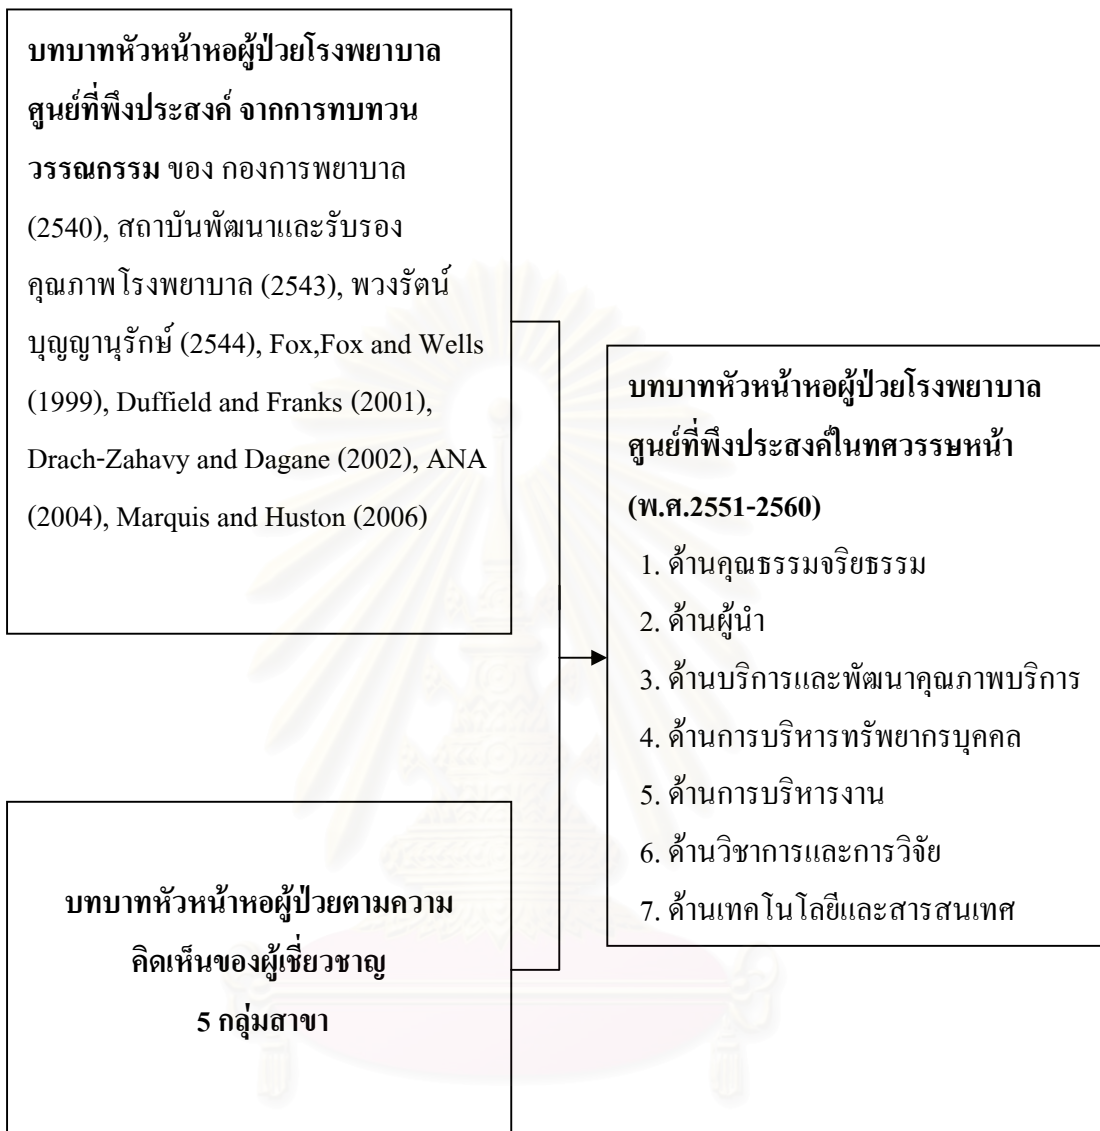 บทบาทหัวหน้าหอผู้ป่วยโรงพยาบาล
ศูนย์ที่พึงประสงค์ จากการทบทวน
วรรณกรรม ของ กองการพยาบาล
(2540), สถาบันพัฒนาและรับรอง
คุณภาพโรงพยาบาล (2543), พวงรัตน์
บุญญานุรักษ์ (2544), Fox,Fox and Wells
(1999), Duffield and Franks (2001),
Drach-Zahavy and Dagane (2002), ANA
(2004), Marquis and Huston (2006)
บทบาทหัวหน้าหอผู้ป่วยตามความ
คิดเห็นของผู้เชี่ยวชาญ
5 กลุ่มสาขา
บทบาทหัวหน้าหอผู้ป่วยโรงพยาบาล
ศูนย์ที่พึงประสงค์ในทศวรรษหน้า
(พ.ศ.2551-2560)
1. ด้านคุณธรรมจริยธรรม
2. ด้านผู้นำ
3. ด้านบริการและพัฒนาคุณภาพบริการ
4. ด้านการบริหารทรัพยากรบุคคล
5. ด้านการบริหารงาน
6. ด้านวิชาการและการวิจัย
7. ด้านเทคโนโลยีและสารสนเทศ